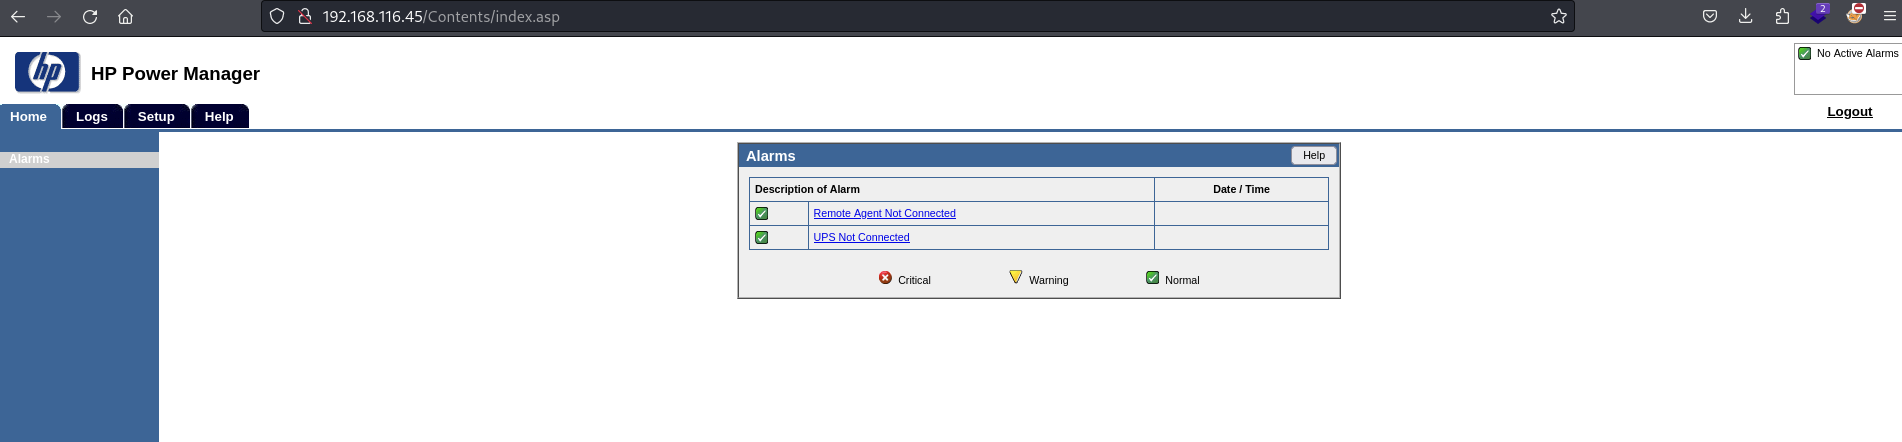 192.168.116.45/Contents/index.asp
2
hp
HP Power Manager
No Active Alarms
Logout
Home Logs Setup Help
Alarms
Alarms Help
Description of Alarm Date / Time
Remote Agent Not Connected
UPS Not Connected
Critical Warning Normal